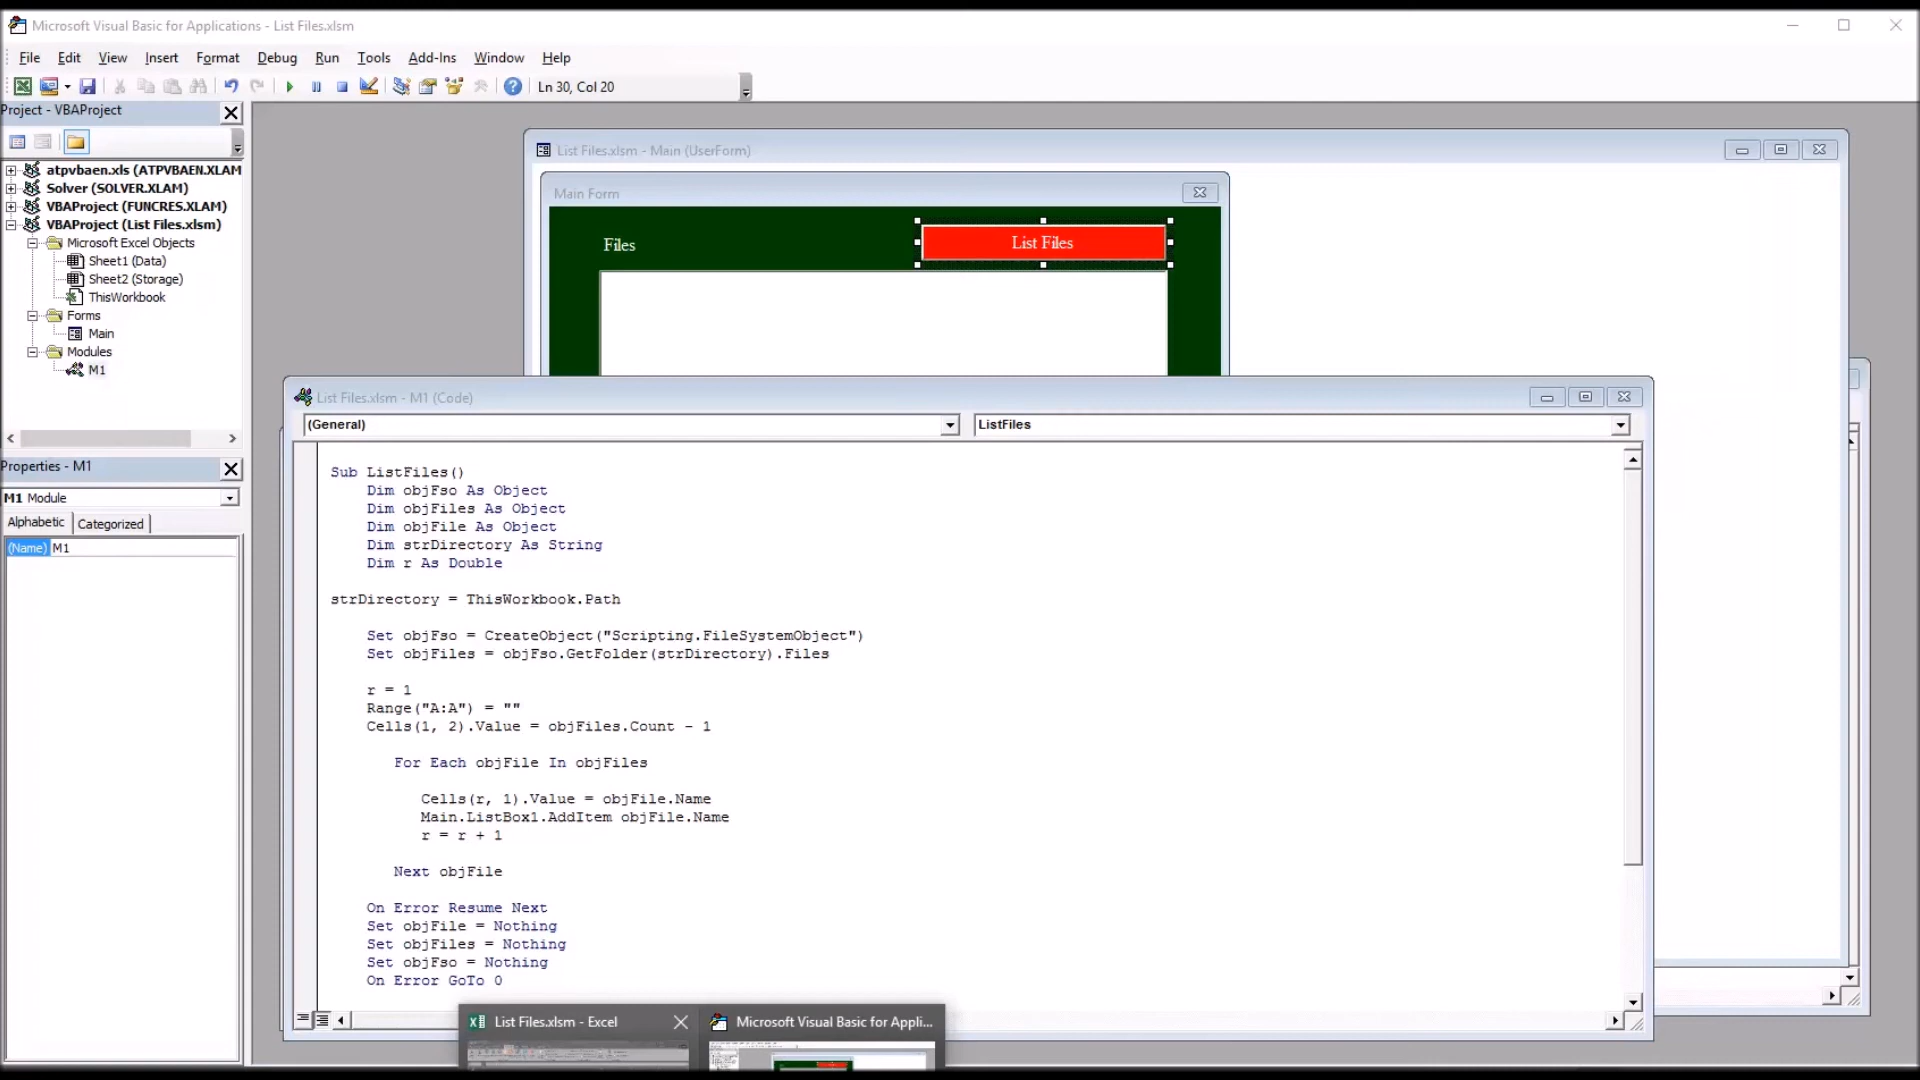 Microsoft Visual Basic for Applications - List Files.xlsm
File Edit View Insert Format Debug Run Tools Add-Ins Window Help
Ln 30, Col 20
Project - VBAProject
atpvbaen.xls (ATPVBAEN.XLAM
Solver (SOLVER.XLAM)
VBAProject (FUNCRES.XLAM)
VBAProject (List Files.xlsm)
Microsoft Excel Objects
Sheet1 (Data)
Sheet2 (Storage)
ThisWorkbook
Forms
Main
Modules
M1
Properties - M1
M1 Module
Alphabetic Categorized
(Name) M1
List Files.xlsm - Main (UserForm)
Main Form
Files
List Files
List Files.xlsm - M1 (Code)
(General)
ListFiles
Sub ListFiles()
Dim objFso As Object
Dim objFiles As Object
Dim objFile As Object
Dim strDirectory As String
Dim r As Double
strDirectory = ThisWorkbook.Path
Set objFso = CreateObject("Scripting.FileSystemObject")
Set objFiles = objFso.GetFolder(strDirectory).Files
r = 1
Range("A:A") = ""
Cells(1, 2).Value = objFiles.Count - 1
For Each objFile In objFiles
Cells(r, 1).Value = objFile.Name
Main.ListBox1.AddItem objFile.Name
r = r + 1
Next objFile
On Error Resume Next
Set objFile = Nothing
Set objFiles = Nothing
Set objFso = Nothing
On Error GoTo 0
List Files.xlsm - Excel
Microsoft Visual Basic for Appli...